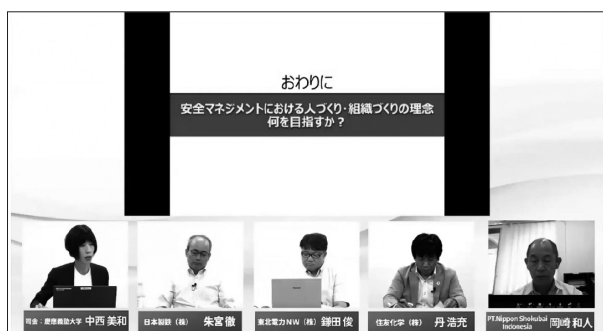 おわりに
安全マネジメントにおける人づくり・組織づくりの理念
何を目指すか？
司会：慶應義塾大学 中西 美和
日本製鉄（株） 朱宮 徹
東北電力NW（株） 鎌田 俊
住友化学（株） 丹 浩充
PT.Nippon Shokubai
Indonesia 岡崎 和人